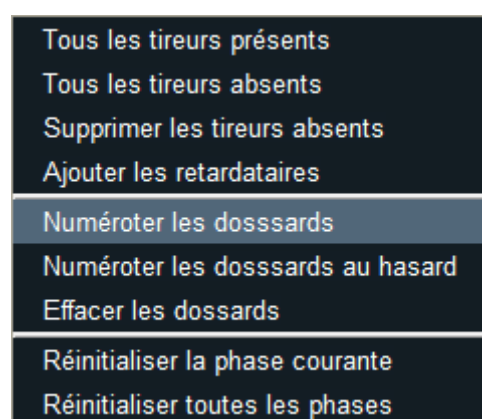 Tous les tireurs présents
Tous les tireurs absents
Supprimer les tireurs absents
Ajouter les retardataires
Numéroter les dosssards
Numéroter les dosssards au hasard
Effacer les dossards
Réinitialiser la phase courante
Réinitialiser toutes les phases